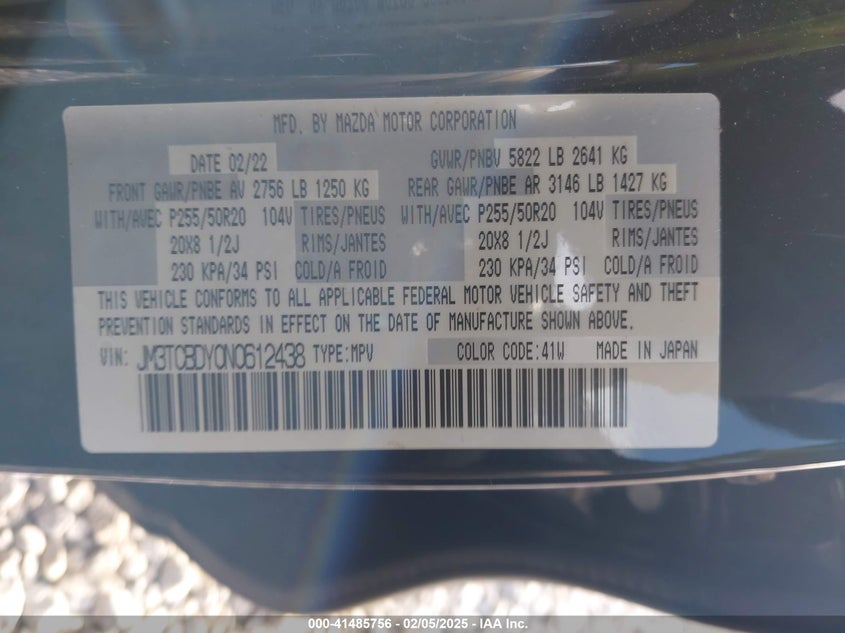 MFD. BY MAZDA MOTOR CORPORATION
DATE 02/22 GVWR/PNBV 5822 LB 2641 KG
FRONT GAWR/PNBE AV 2756 LB 1250 KG REAR GAWR/PNBE AR 3146 LB 1427 KG
WITH/AVEC P255/50R20 104V TIRES/PNEUS WITH/AVEC P255/50R20 104V TIRES/PNEUS
20X8 1/2J RIMS/JANTES 20X8 1/2J RIMS/JANTES
230 KPA/34 PSI COLD/A FROID 230 KPA/34 PSI COLD/A FROID
THIS VEHICLE CONFORMS TO ALL APPLICABLE FEDERAL MOTOR VEHICLE SAFETY AND THEFT
PREVENTION STANDARDS IN EFFECT ON THE DATE OF MANUFACTURE SHOWN ABOVE.
VIN: JM3TCBDY0N0612438 TYPE:MPV COLOR CODE:41W MADE IN JAPAN
000-41485756 - 02/05/2025 - IAA Inc.